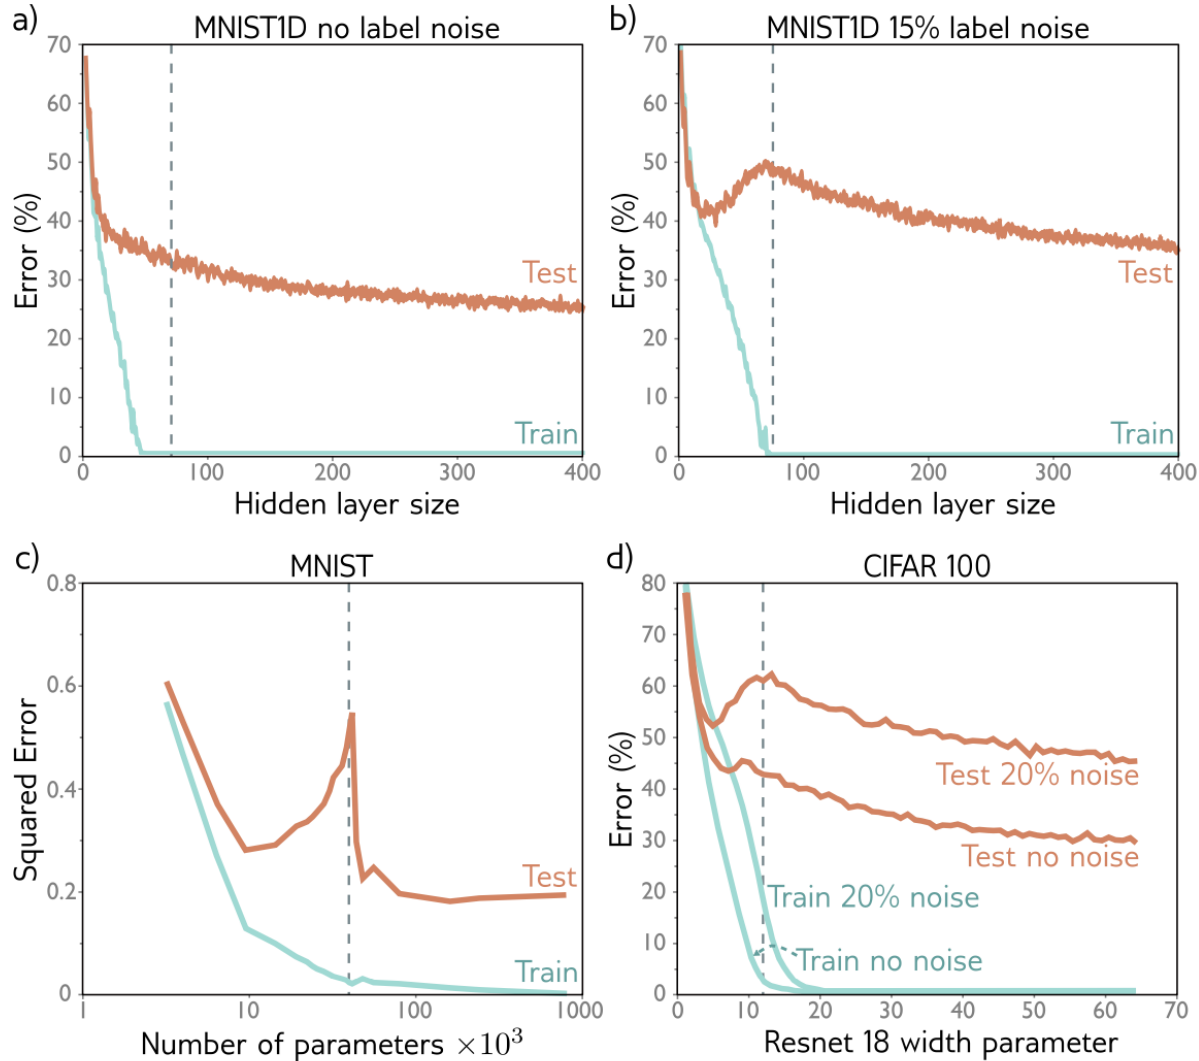 a) MNIST1D no label noise
70
60
50
40
30
20
10
0
Error (%)
Test
Train
0 100 200 300 400
Hidden layer size
b) MNIST1D 15% label noise
70
60
50
40
30
20
10
0
Error (%)
Test
Train
0 100 200 300 400
Hidden layer size
c) MNIST
0.8
0.6
0.4
0.2
0
Squared Error
Test
Train
1 10 100 1000
Number of parameters ×10³
d) CIFAR 100
80
70
60
50
40
30
20
10
0
Error (%)
Test 20% noise
Test no noise
Train 20% noise
Train no noise
0 10 20 30 40 50 60 70
Resnet 18 width parameter